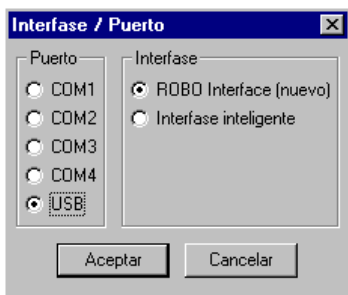 Interfase / Puerto
Puerto
COM1
COM2
COM3
COM4
USB
Interfase
ROBO Interface (nuevo)
Interfase inteligente
Aceptar
Cancelar